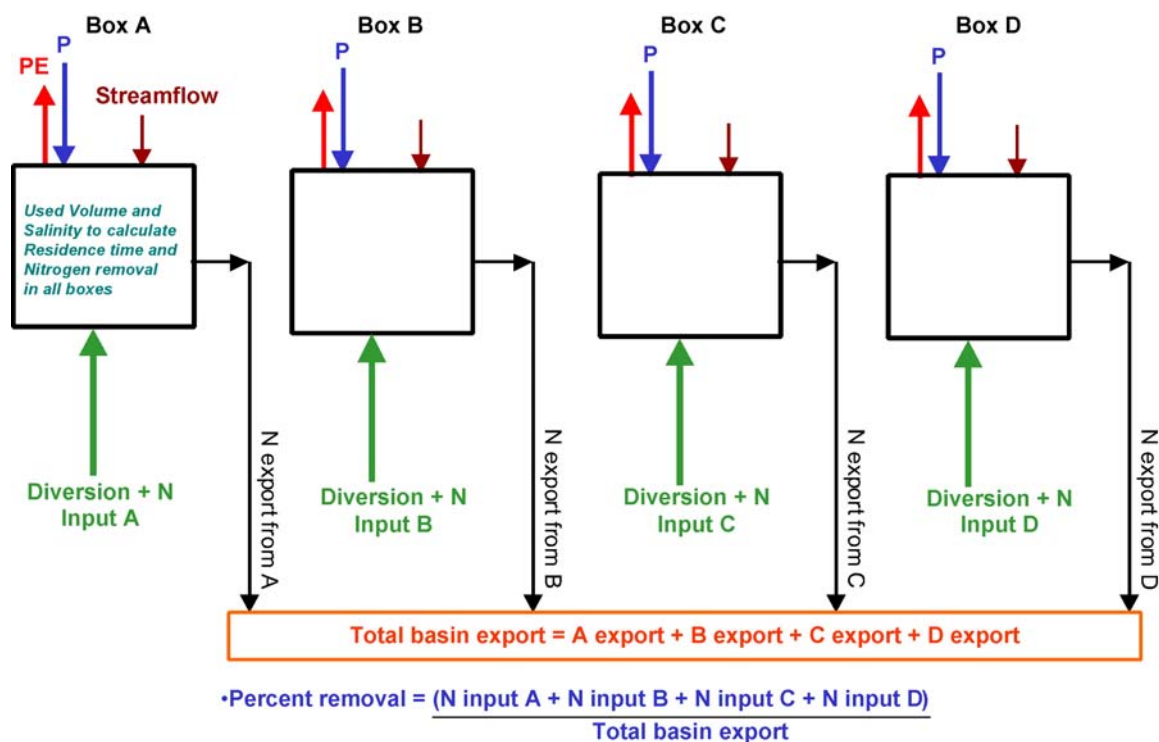 Box A
Box B
Box C
Box D
PE
P
Streamflow
P
P
P
Used Volume and
Salinity to calculate
Residence time and
Nitrogen removal
in all boxes
Diversion + N
Input A
N export from A
Diversion + N
Input B
N export from B
Diversion + N
Input C
N export from C
Diversion + N
Input D
N export from D
Total basin export = A export + B export + C export + D export
•Percent removal = (N input A + N input B + N input C + N input D)
Total basin export